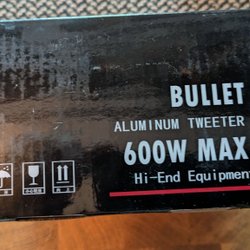 BULLET
ALUMINUM TWEETER
600W MAX
Hi-End Equipment